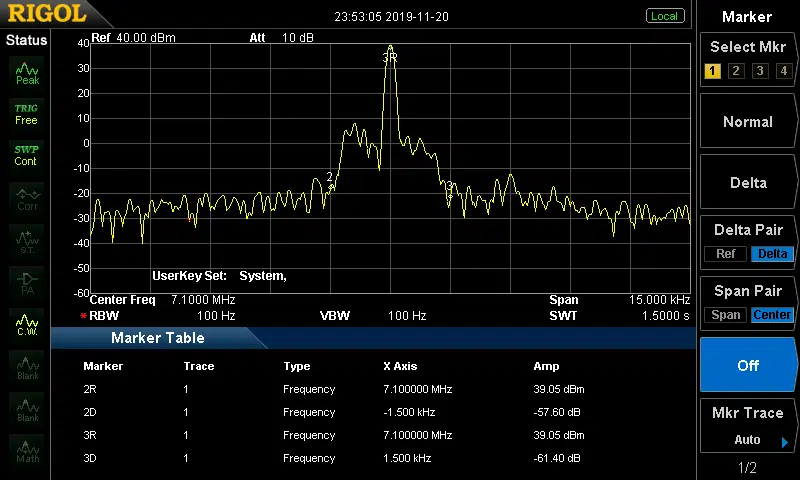 RIGOL
23:53:05 2019-11-20
Local
Status
Peak
TRIG
Free
SWP
Cont
Corr
S.T.
PA
C.W.
Blank
Blank
Math
Ref 40.00 dBm Att 10 dB
40
30
20
10
0
-10
-20
-30
-40
-50
-60
3R
2
3
UserKey Set: System,
Center Freq 7.1000 MHz Span 15.000 kHz
*RBW 100 Hz VBW 100 Hz SWT 1.5000 s
Marker Table
Marker Trace Type X Axis Amp
2R 1 Frequency 7.100000 MHz 39.05 dBm
2D 1 Frequency -1.500 kHz -57.60 dB
3R 1 Frequency 7.100000 MHz 39.05 dBm
3D 1 Frequency 1.500 kHz -61.40 dB
Marker
Select Mkr
1 2 3 4
Normal
Delta
Delta Pair
Ref Delta
Span Pair
Span Center
Off
Mkr Trace
Auto
1/2